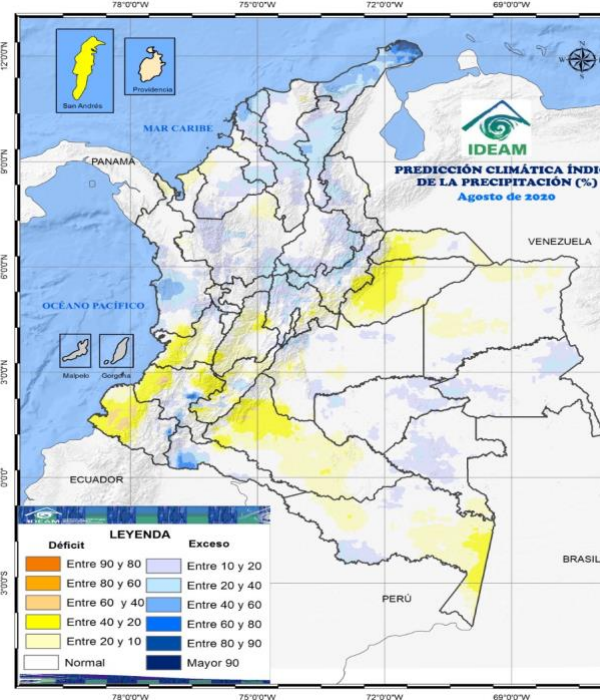 78°0'0"W 75°0'0"W 72°0'0"W 69°0'0"W
12°0'0"N
San Andrés
Providencia
N
W
IDEAM
MAR CARIBE
PREDICCIÓN CLIMÁTICA ÍNDI
DE LA PRECIPITACIÓN (%)
Agosto de 2020
9°0'0"N
PANAMÁ
VENEZUELA
6°0'0"N
OCÉANO PACÍFICO
Malpelo Gorgona
3°0'0"N
ECUADOR
0°0'0"
IDEAM
LEYENDA
Déficit Exceso
Entre 90 y 80 Entre 10 y 20
Entre 80 y 60 Entre 20 y 40
Entre 60 y 40 Entre 40 y 60
Entre 40 y 20 Entre 60 y 80
Entre 20 y 10 Entre 80 y 90
Normal Mayor 90
BRASIL
3°0'0"S
PERÚ
78°0'0"W 75°0'0"W 72°0'0"W 69°0'0"W